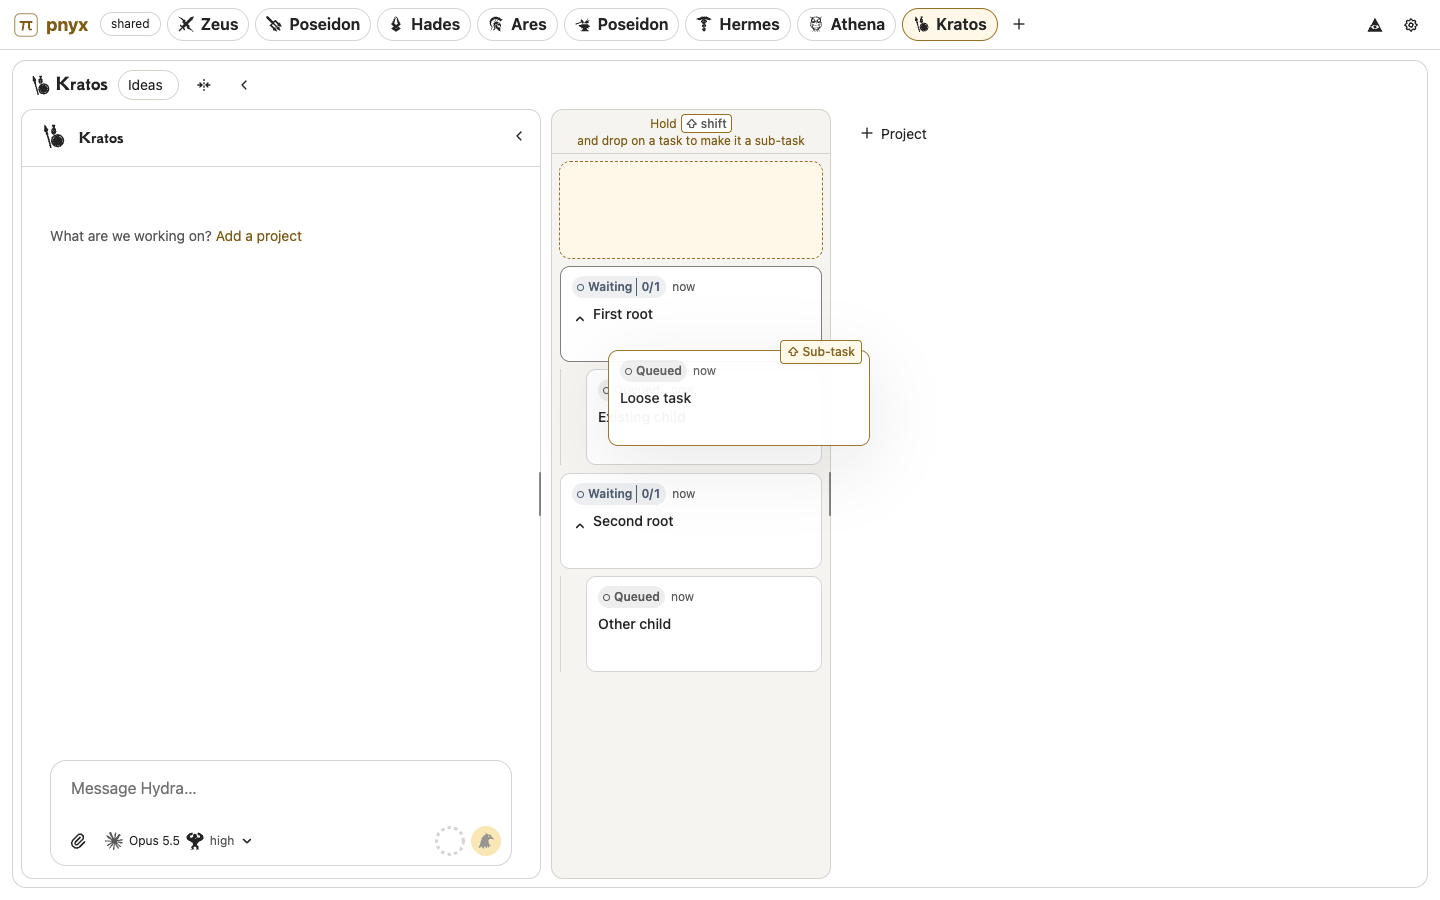 π pnyx shared Zeus Poseidon Hades Ares Poseidon Hermes Athena Kratos +
Kratos Ideas
Kratos
What are we working on? Add a project
Message Hydra...
Opus 5.5 high
Hold shift
and drop on a task to make it a sub-task
Waiting 0/1 now
First root
Sub-task
Queued now
Loose task
Existing child
Waiting 0/1 now
Second root
Queued now
Other child
+ Project